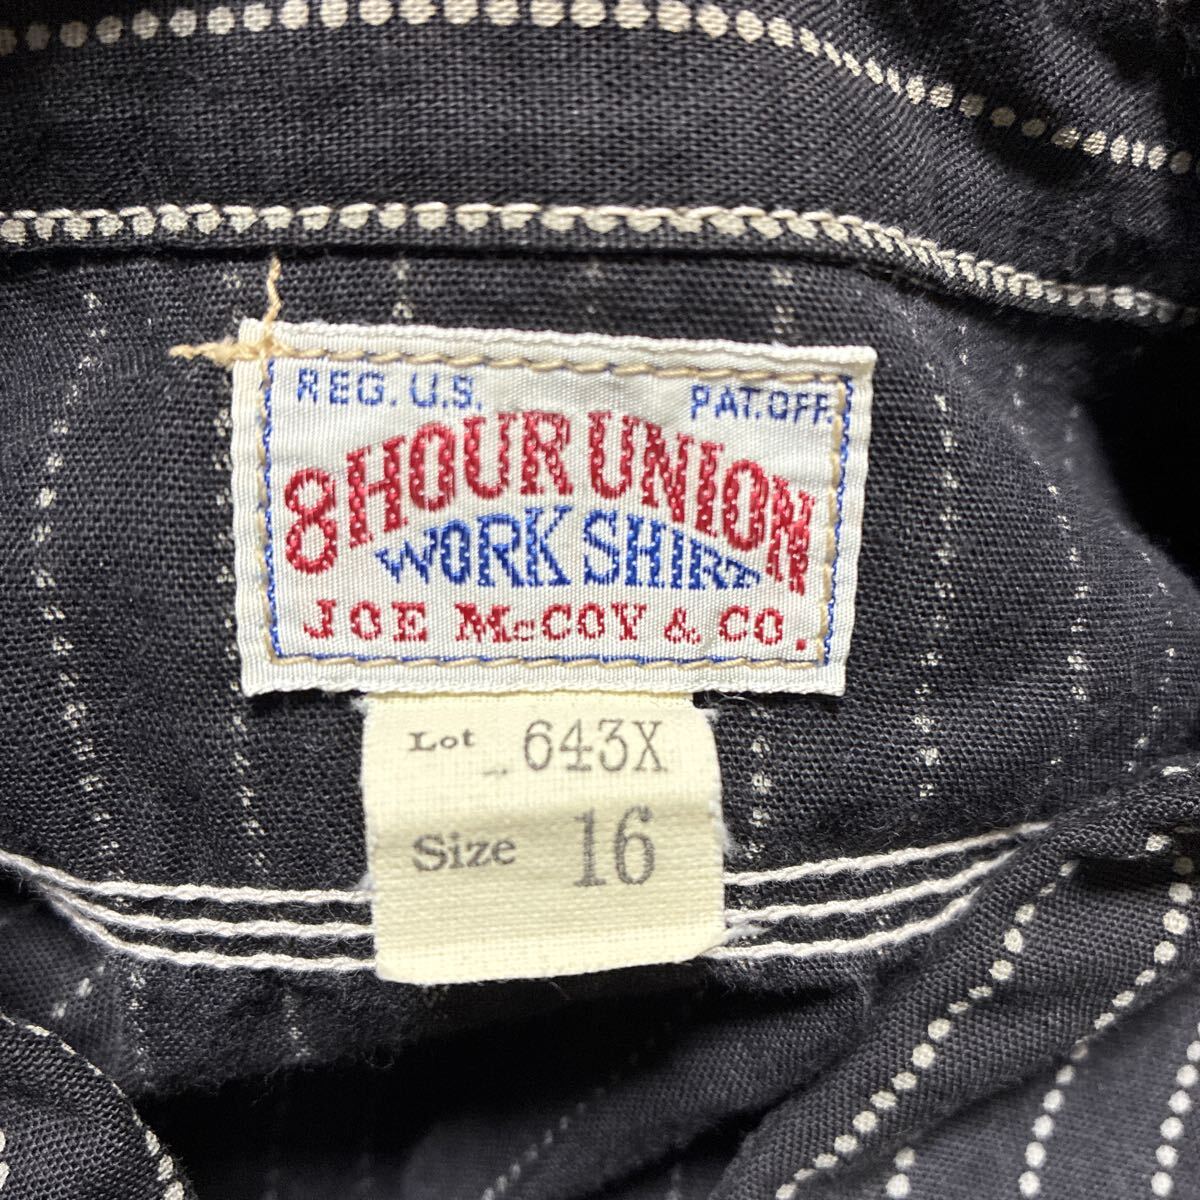 REG. U.S. PAT. OFF.
8 HOUR UNION
WORK SHIRT
JOE McCOY & CO.
Lot 643X
Size 16